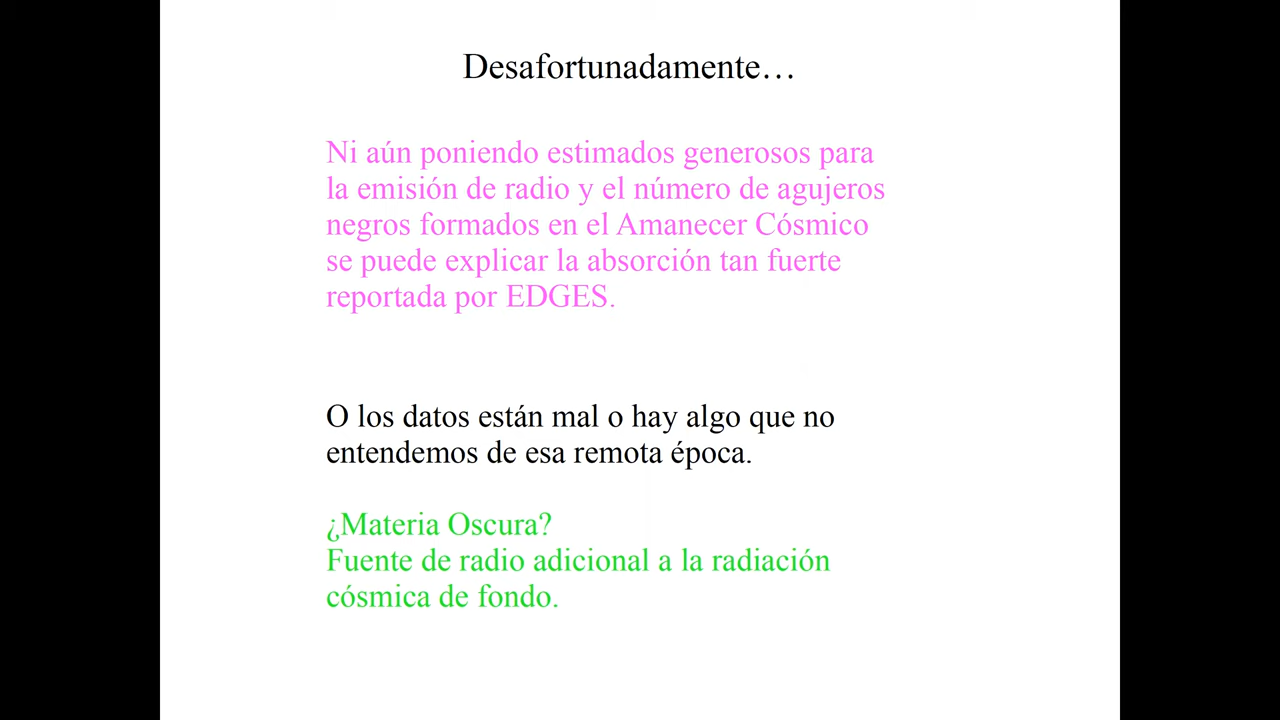 Desafortunadamente…
Ni aún poniendo estimados generosos para
la emisión de radio y el número de agujeros
negros formados en el Amanecer Cósmico
se puede explicar la absorción tan fuerte
reportada por EDGES.
O los datos están mal o hay algo que no
entendemos de esa remota época.
¿Materia Oscura?
Fuente de radio adicional a la radiación
cósmica de fondo.